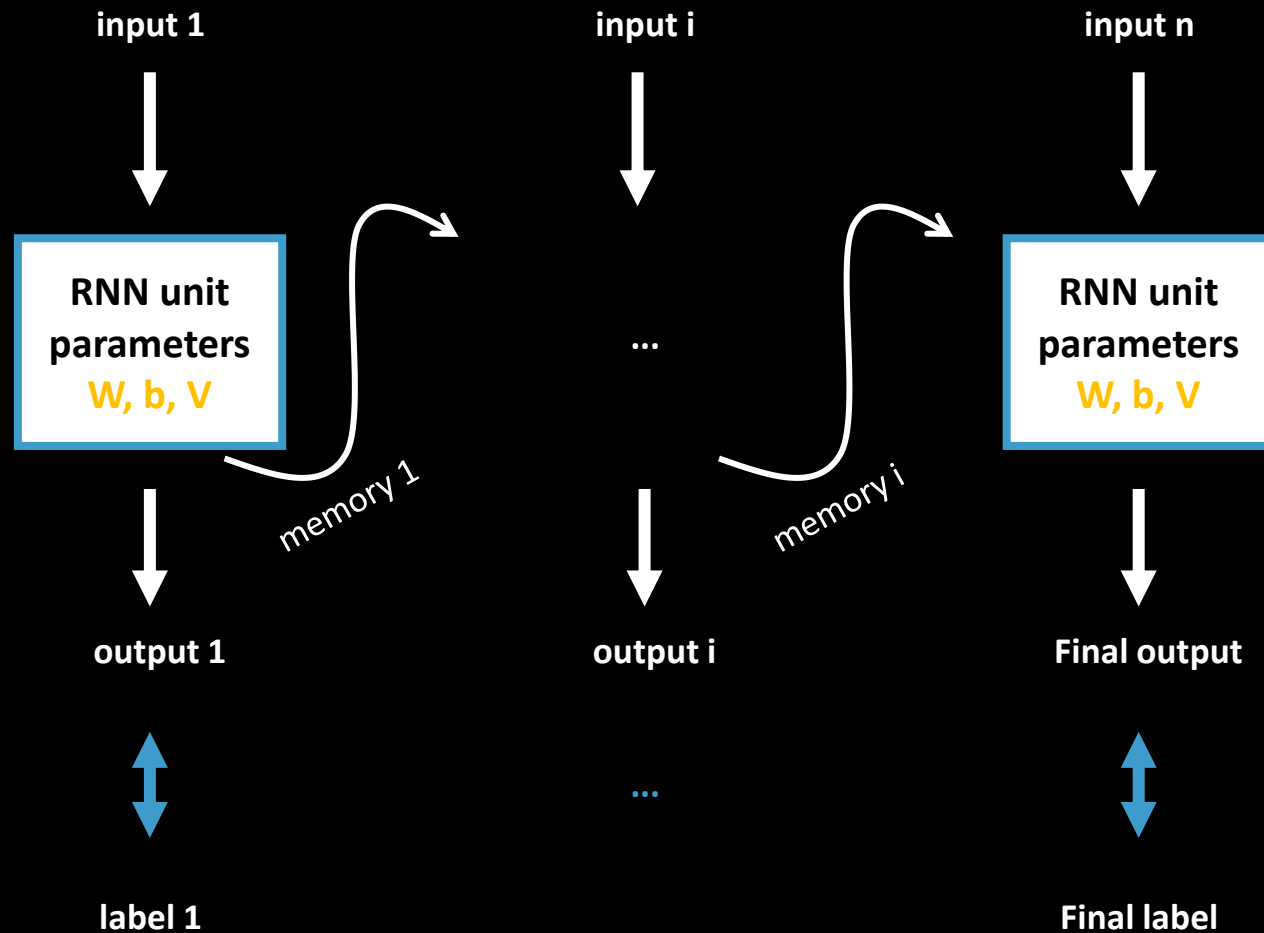 input 1
input i
input n
RNN unit
parameters
W, b, V
...
RNN unit
parameters
W, b, V
memory 1
memory i
output 1
output i
Final output
...
label 1
Final label